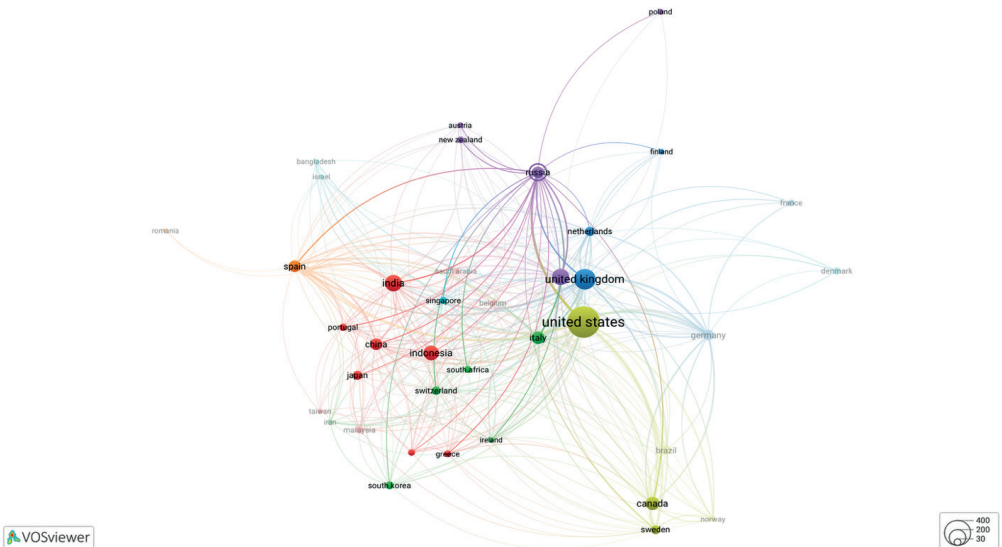 poland
austria
new zealand
finland
bangladesh
israel
russia
france
romania
netherlands
spain
saudi arabia
denmark
india
united kingdom
singapore
belgium
united states
portugal
germany
italy
china
indonesia
south africa
japan
switzerland
taiwan
iran
malaysia
ireland
brazil
greece
south korea
canada
norway
sweden
VOSviewer
400
200
30